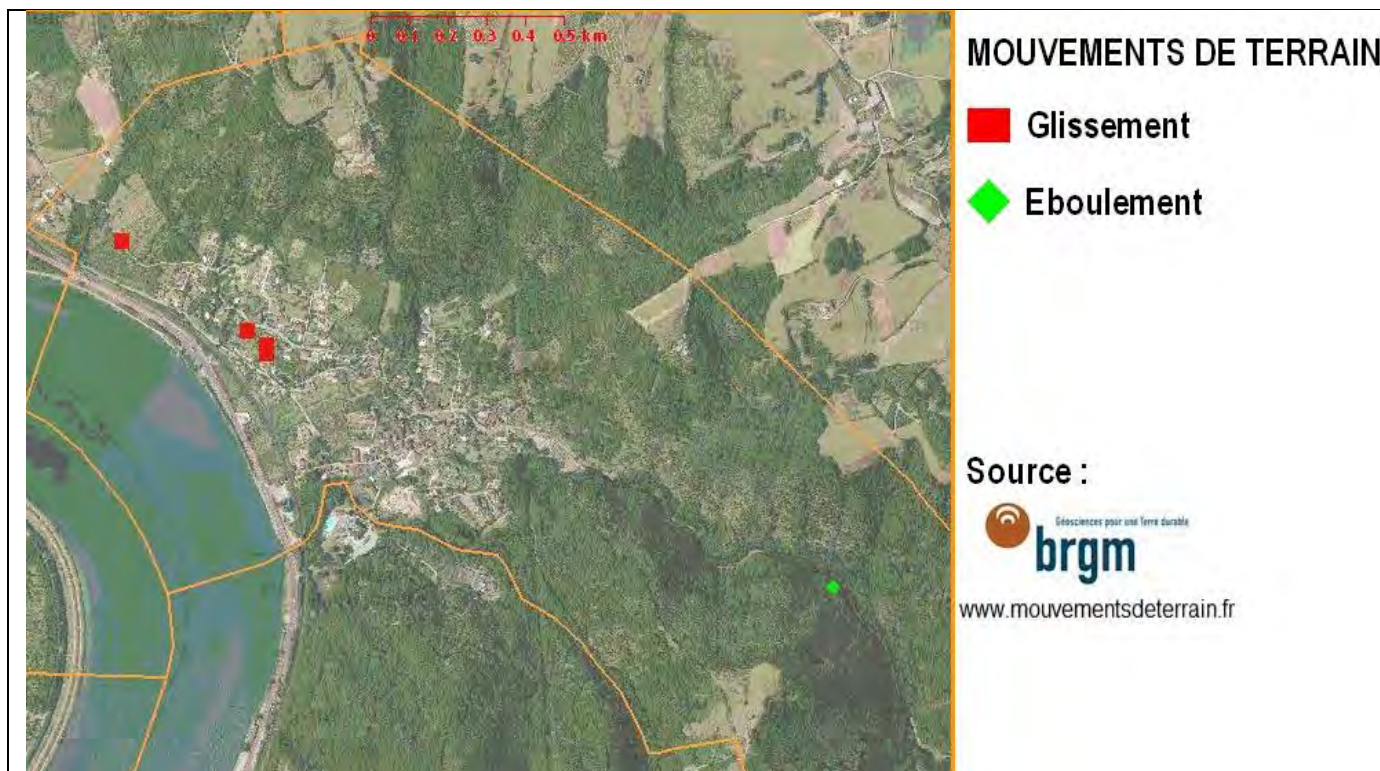 0 0.1 0.2 0.3 0.4 0.5 km
MOUVEMENTS DE TERRAIN
Glissement
Eboulement
Source :
Géosciences pour une Terre durable
brgm
www.mouvementsdeterrain.fr